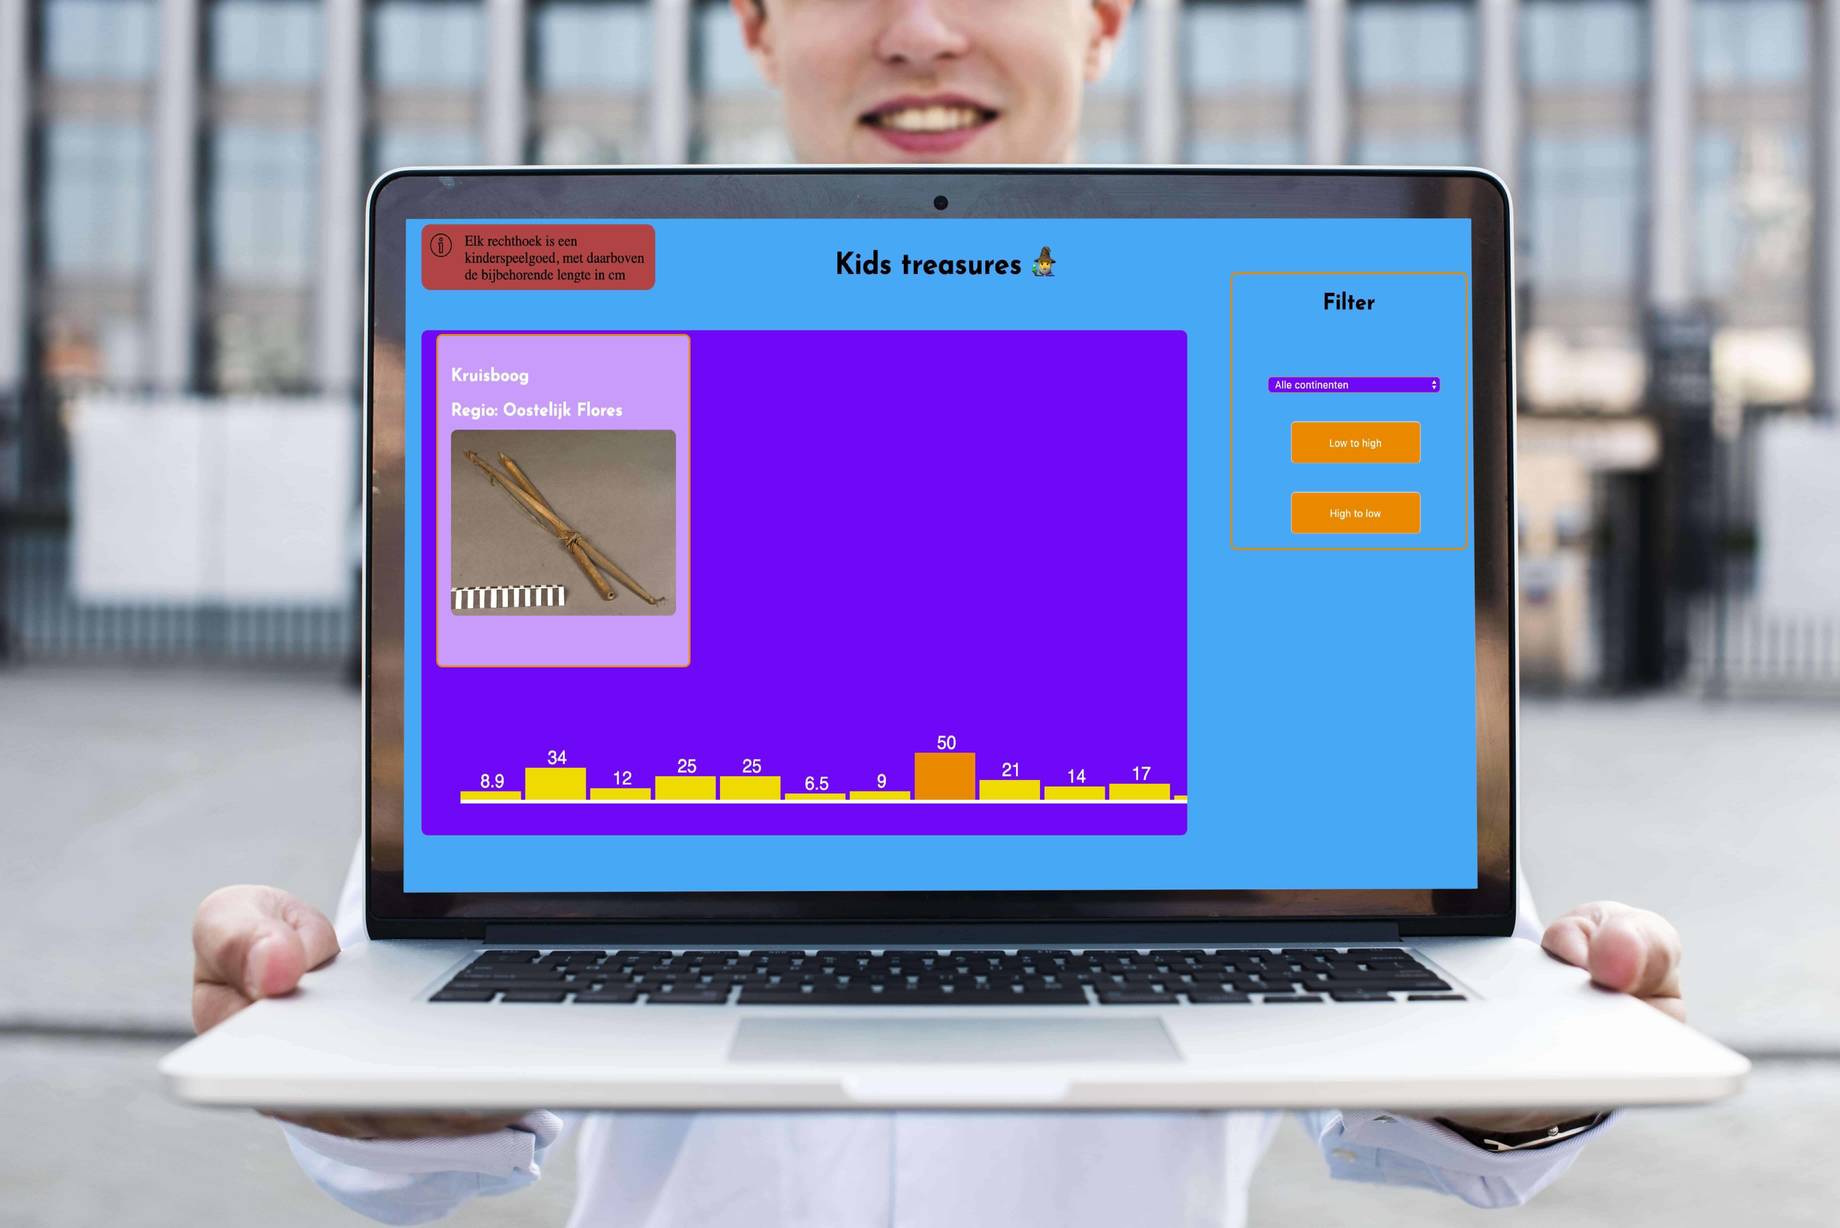 Elk rechthoek is een
kinderspeelgoed, met daarboven
de bijbehorende lengte in cm
Kids treasures
Filter
Alle continenten
Low to high
High to low
Kruisboog
Regio: Oostelijk Flores
8.9 34 12 25 25 6.5 9 50 21 14 17